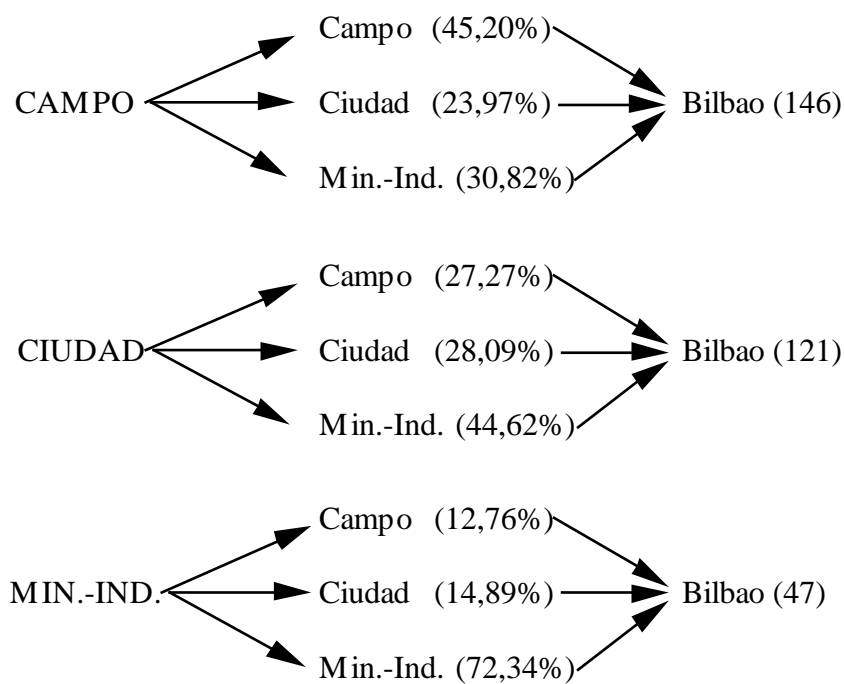 Campo (45,20%)
CAMPO Ciudad (23,97%) Bilbao (146)
Min.-Ind. (30,82%)
Campo (27,27%)
CIUDAD Ciudad (28,09%) Bilbao (121)
Min.-Ind. (44,62%)
Campo (12,76%)
MIN.-IND. Ciudad (14,89%) Bilbao (47)
Min.-Ind. (72,34%)